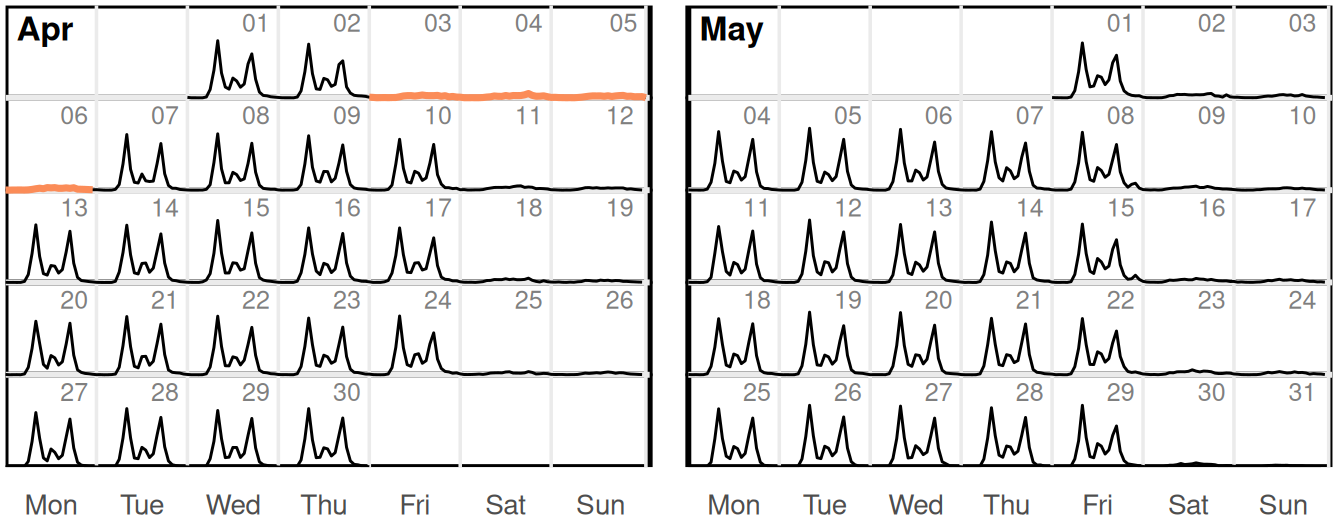 Apr 01 02 03 04 05
06 07 08 09 10 11 12
13 14 15 16 17 18 19
20 21 22 23 24 25 26
27 28 29 30
Mon Tue Wed Thu Fri Sat Sun
May 01 02 03
04 05 06 07 08 09 10
11 12 13 14 15 16 17
18 19 20 21 22 23 24
25 26 27 28 29 30 31
Mon Tue Wed Thu Fri Sat Sun